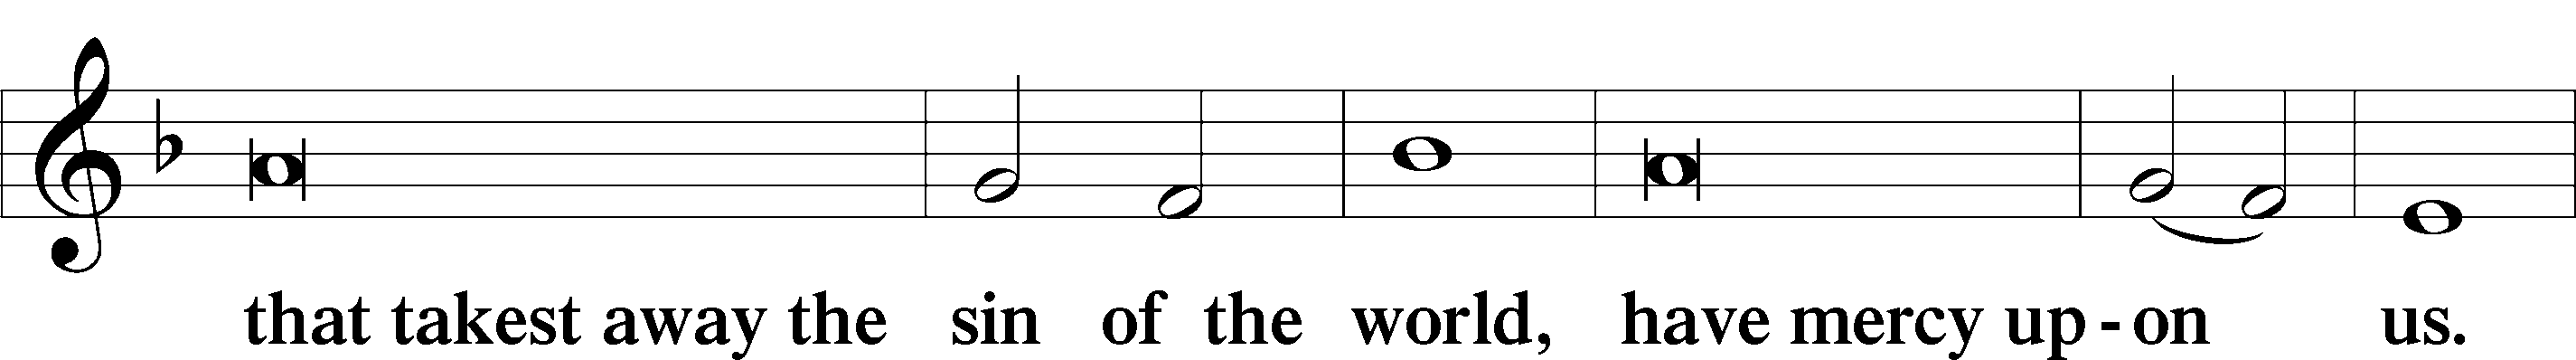 that takest away the sin of the world, have mercy up-on us.